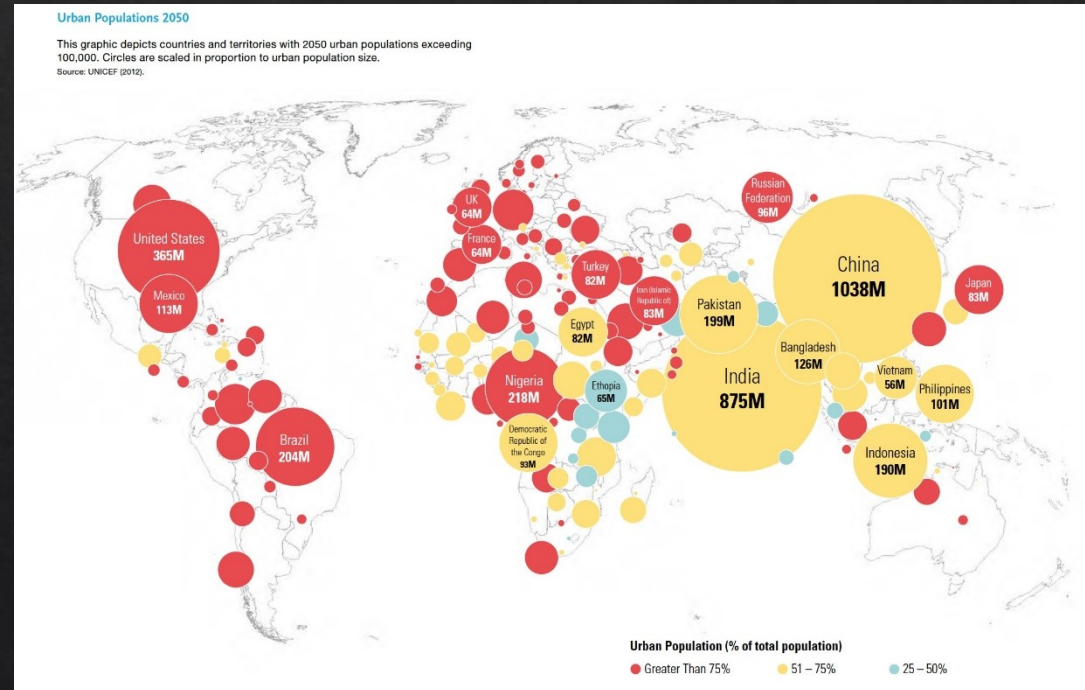 Urban Populations 2050
This graphic depicts countries and territories with 2050 urban populations exceeding
100,000. Circles are scaled in proportion to urban population size.
Source: UNICEF (2012).
United States
365M
Mexico
113M
Brazil
204M
UK
64M
France
64M
Turkey
82M
Iran (Islamic
Republic of)
83M
Egypt
82M
Nigeria
218M
Ethopia
65M
Democratic
Republic of
the Congo
93M
Russian
Federation
96M
China
1038M
Japan
83M
Pakistan
199M
Bangladesh
126M
India
875M
Vietnam
56M
Philippines
101M
Indonesia
190M
Urban Population (% of total population)
Greater Than 75%
51 – 75%
25 – 50%